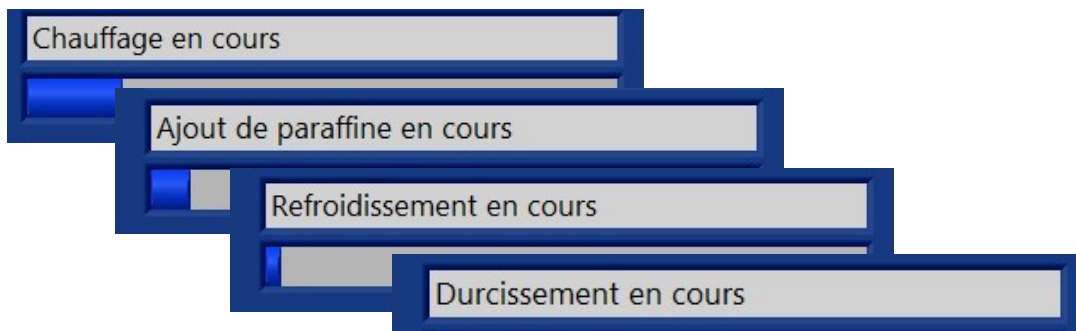 Chauffage en cours
Ajout de paraffine en cours
Refroidissement en cours
Durcissement en cours